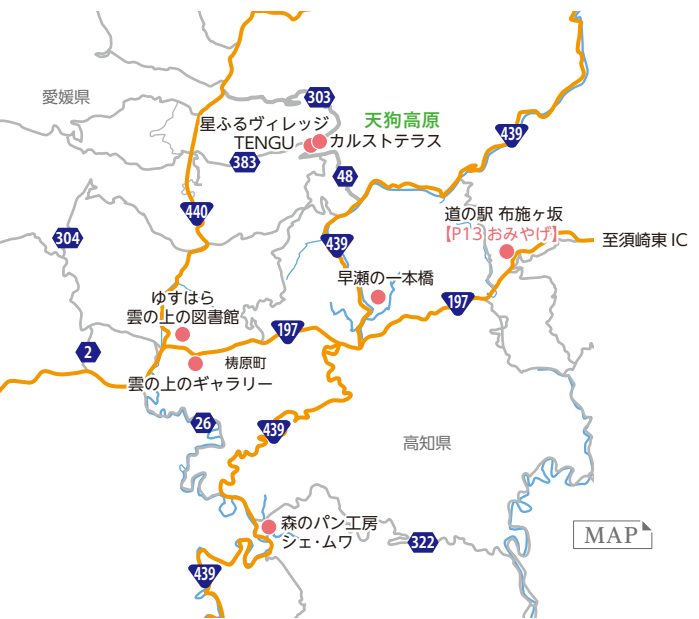 愛媛県
303
天狗高原
星ふるヴィレッジ
TENGU
カルストテラス
439
383
48
440
304
439
道の駅 布施ヶ坂
【P13 おみやげ】
至須崎東 IC
早瀬の一本橋
197
ゆすはら
雲の上の図書館
197
2
梼原町
雲の上のギャラリー
26
439
高知県
森のパン工房
シェ・ムワ
322
MAP
439